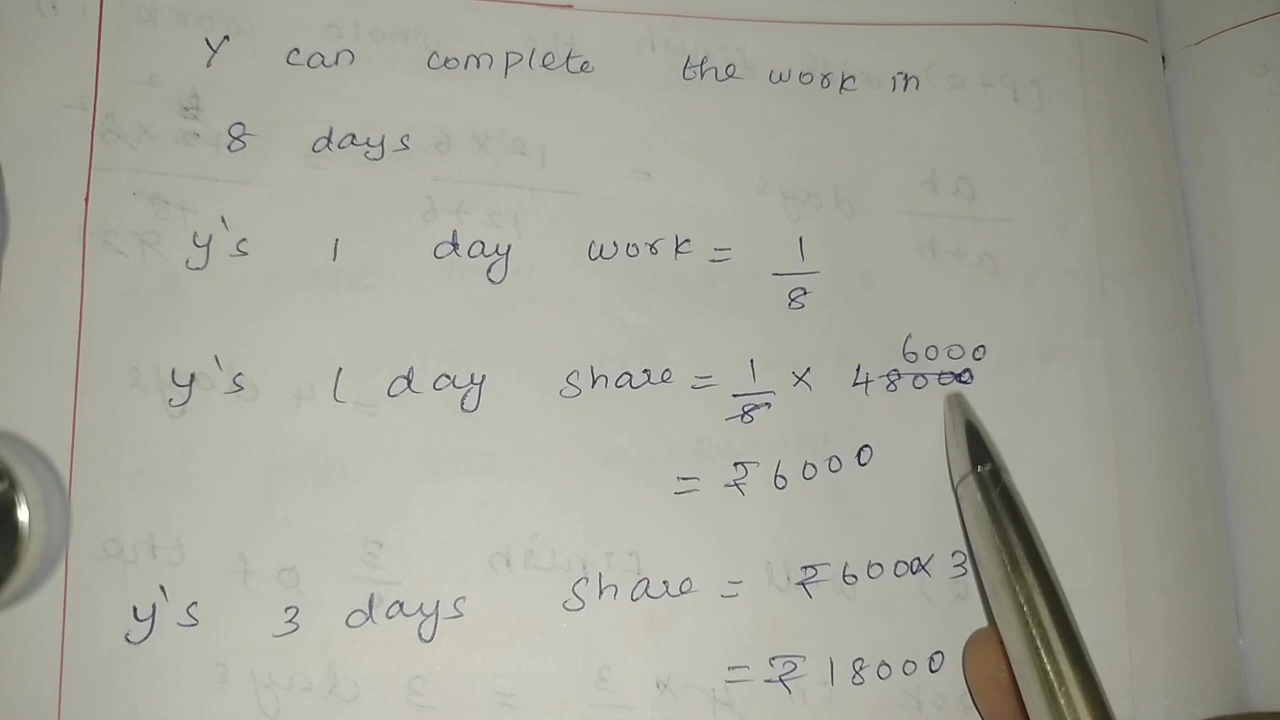 Y can complete the work in
8 days
y's 1 day work = 1/8
6000
y's 1 day share = 1/8 × 48000
= ₹6000
y's 3 days share = ₹6000× 3
= ₹18000